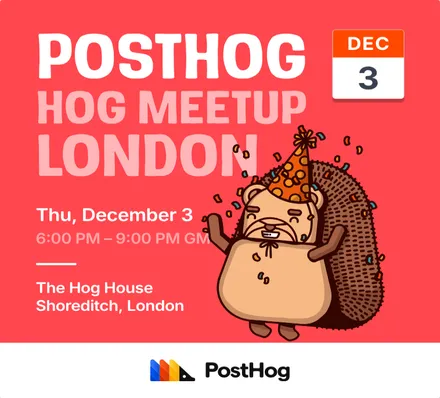 POSTHOG
HOG MEETUP
LONDON
DEC
3
Thu, December 3
6:00 PM – 9:00 PM GM
The Hog House
Shoreditch, London
PostHog